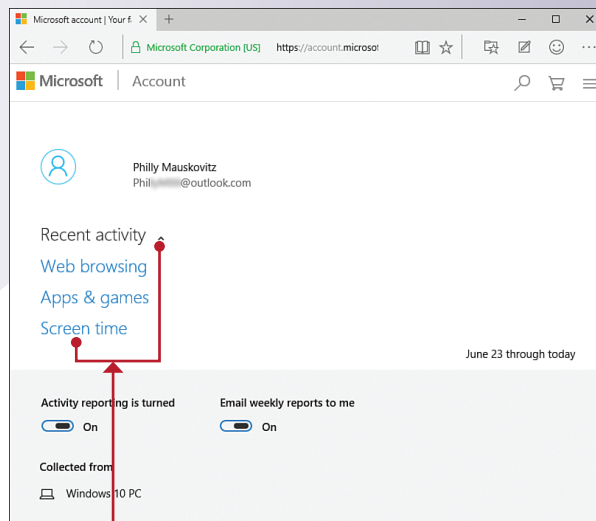 Microsoft account | Your f
Microsoft Corporation [US] https://account.microsof
Microsoft | Account
Philly Mauskovitz
Phil @outlook.com
Recent activity
Web browsing
Apps & games
Screen time
June 23 through today
Activity reporting is turned Email weekly reports to me
On On
Collected from
Windows 10 PC